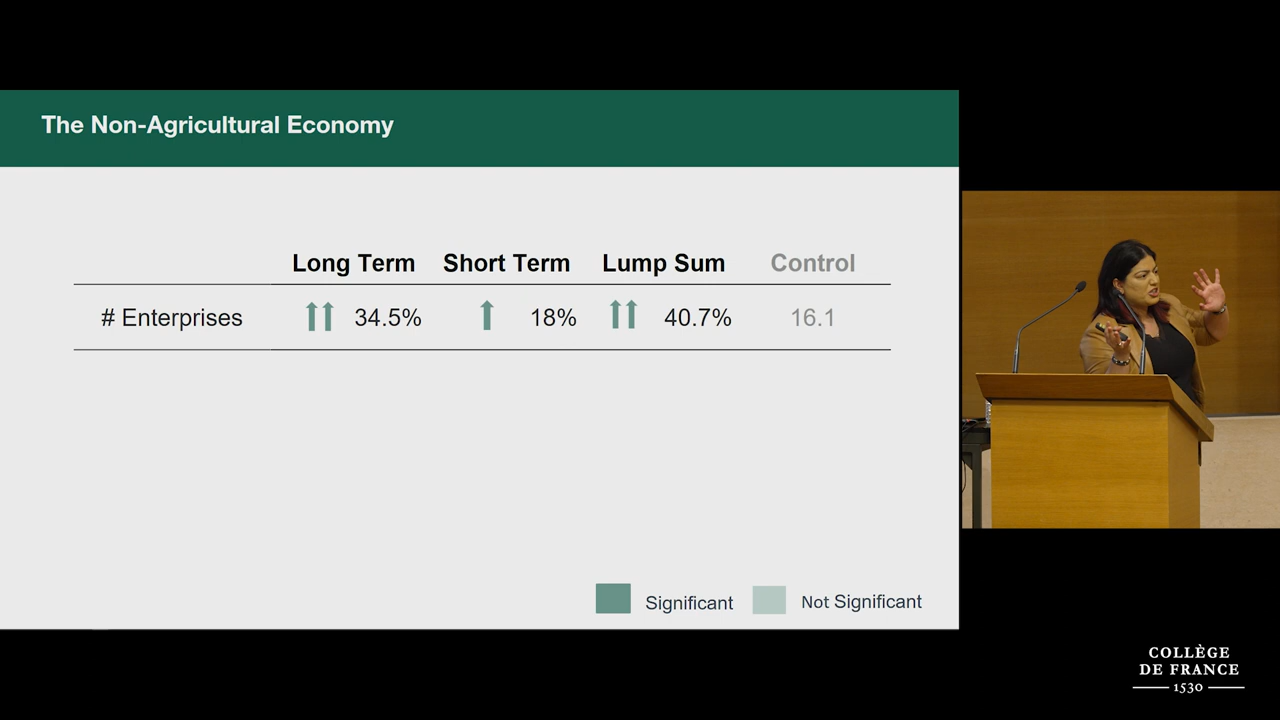 The Non-Agricultural Economy
Long Term Short Term Lump Sum Control
# Enterprises 34.5% 18% 40.7% 16.1
Significant Not Significant
COLLÈGE
DE FRANCE
1530